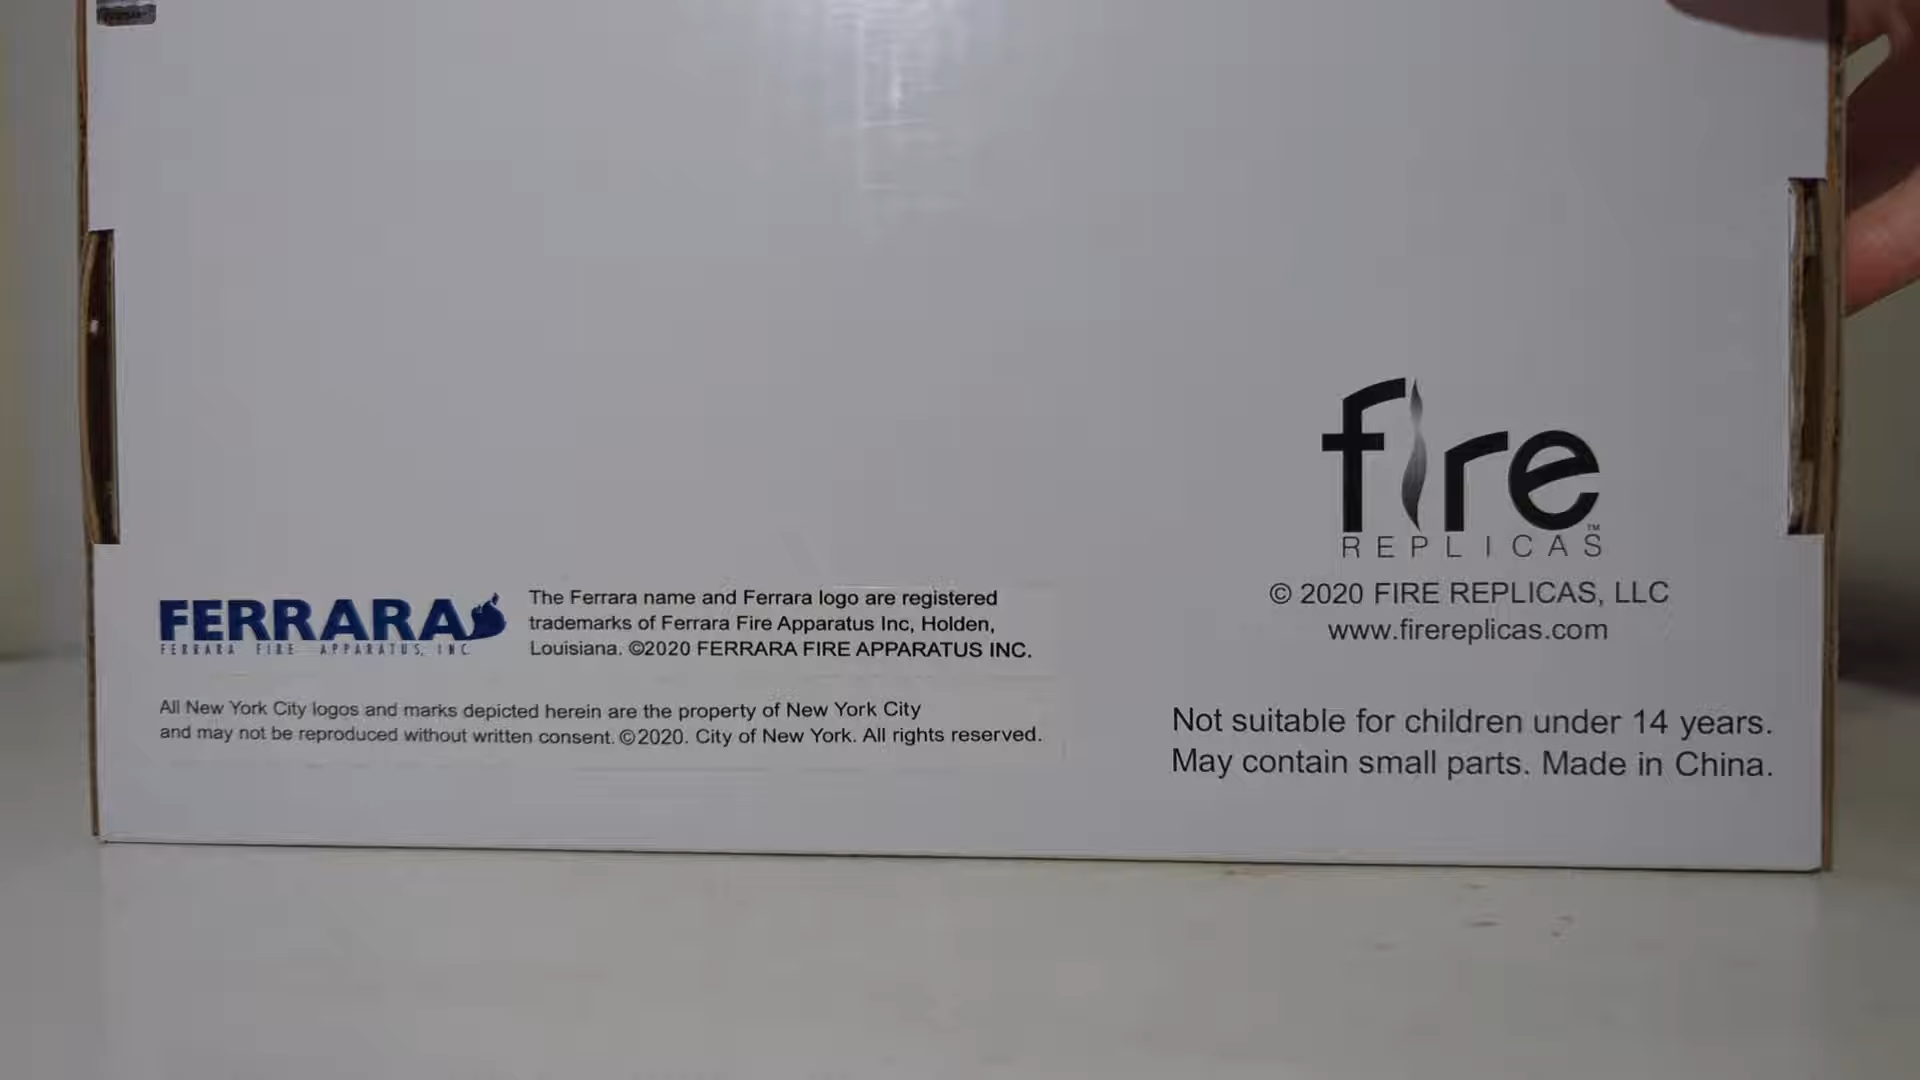 FERRARA
FERRARA FIRE APPARATUS, INC
The Ferrara name and Ferrara logo are registered
trademarks of Ferrara Fire Apparatus Inc, Holden,
Louisiana. ©2020 FERRARA FIRE APPARATUS INC.
All New York City logos and marks depicted herein are the property of New York City
and may not be reproduced without written consent. ©2020. City of New York. All rights reserved.
fire
REPLICAS™
© 2020 FIRE REPLICAS, LLC
www.firereplicas.com
Not suitable for children under 14 years.
May contain small parts. Made in China.